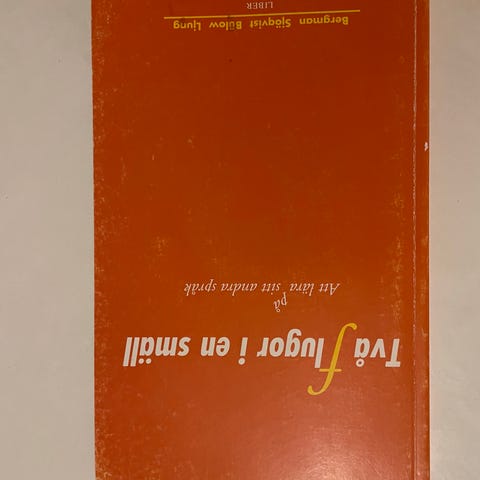 Två flugor i en smäll
Att lära på sitt andra språk
Bergman Sjöqvist Bülow Ljung
LIBER